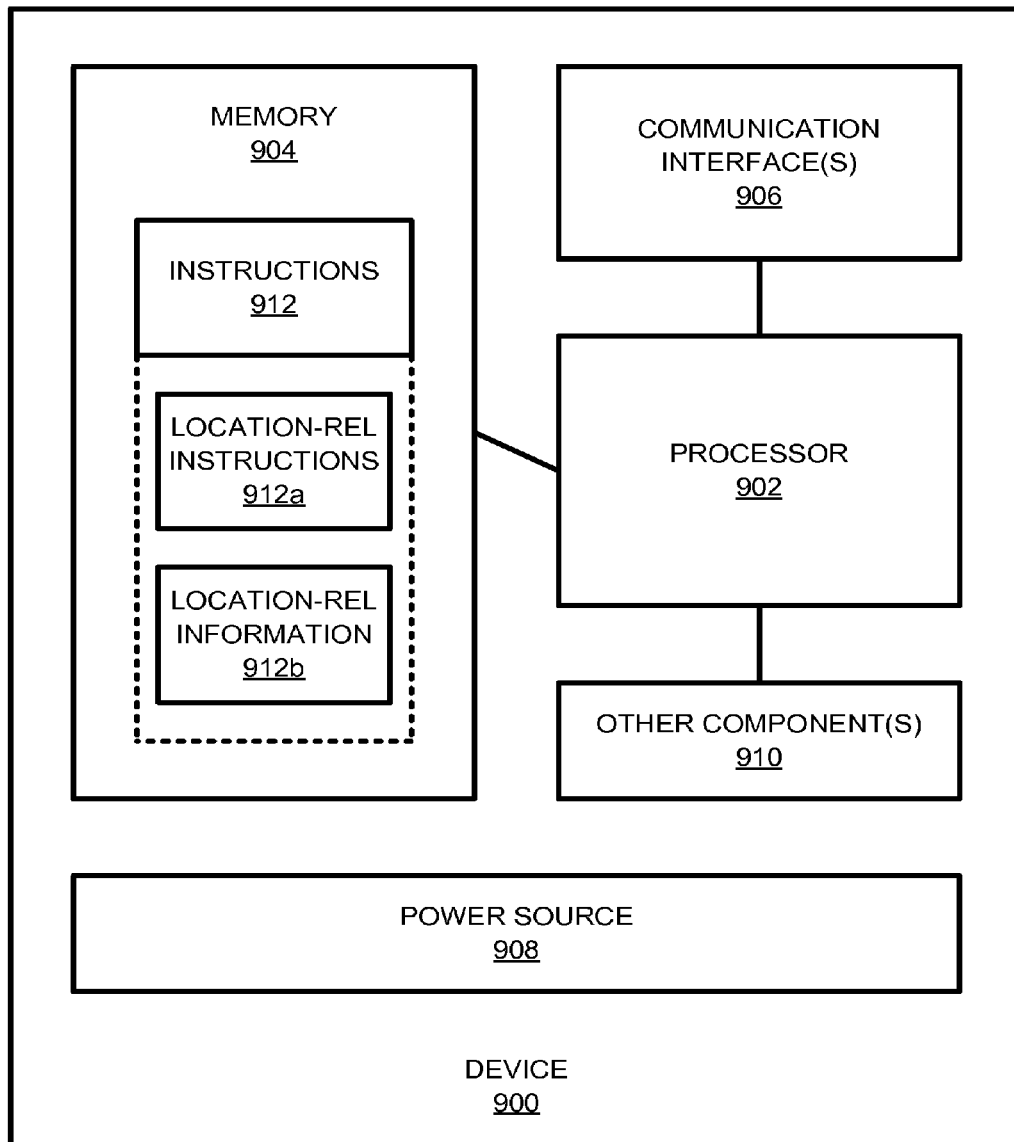 MEMORY
904
INSTRUCTIONS
912
LOCATION-REL
INSTRUCTIONS
912a
LOCATION-REL
INFORMATION
912b
COMMUNICATION
INTERFACE(S)
906
PROCESSOR
902
OTHER COMPONENT(S)
910
POWER SOURCE
908
DEVICE
900